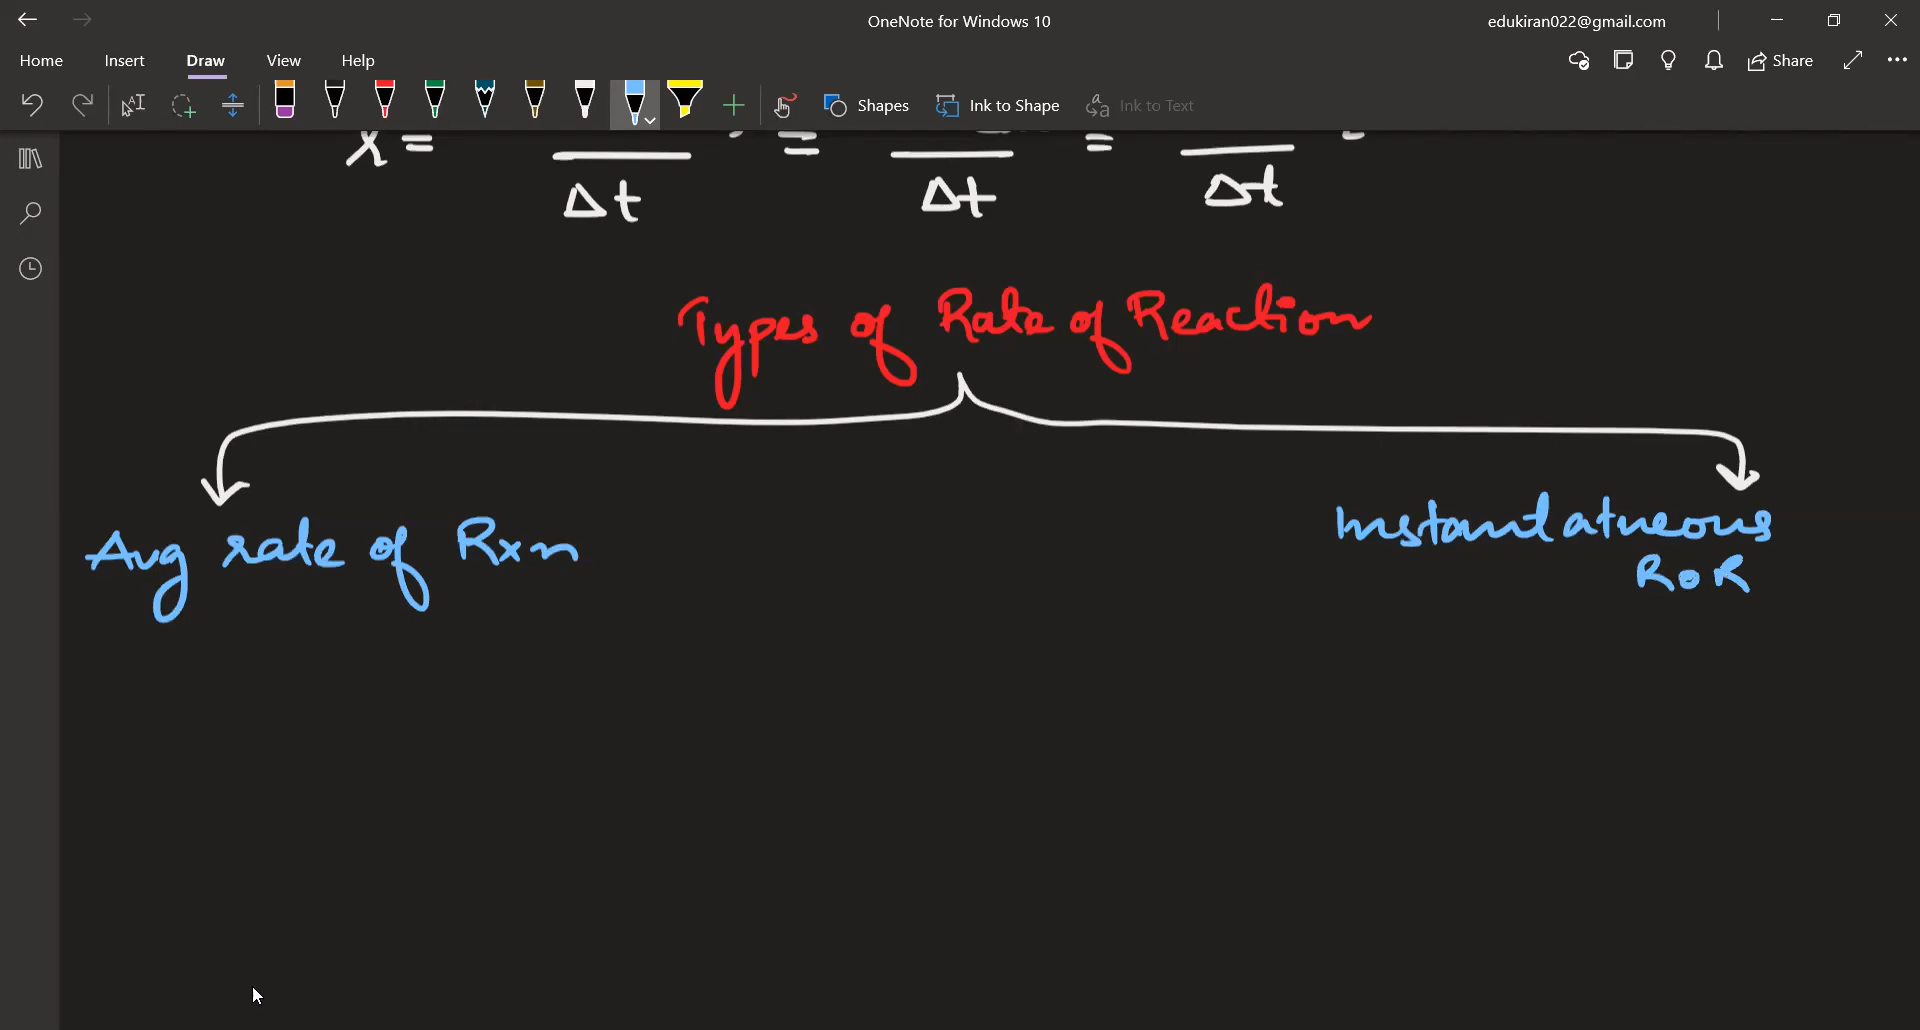 OneNote for Windows 10
edukiran022@gmail.com
Home Insert Draw View Help
Share
Shapes Ink to Shape Ink to Text
x = = =
Δt Δt Δt
Types of Rate of Reaction
Avg rate of Rxn
Instantatneous
RoR